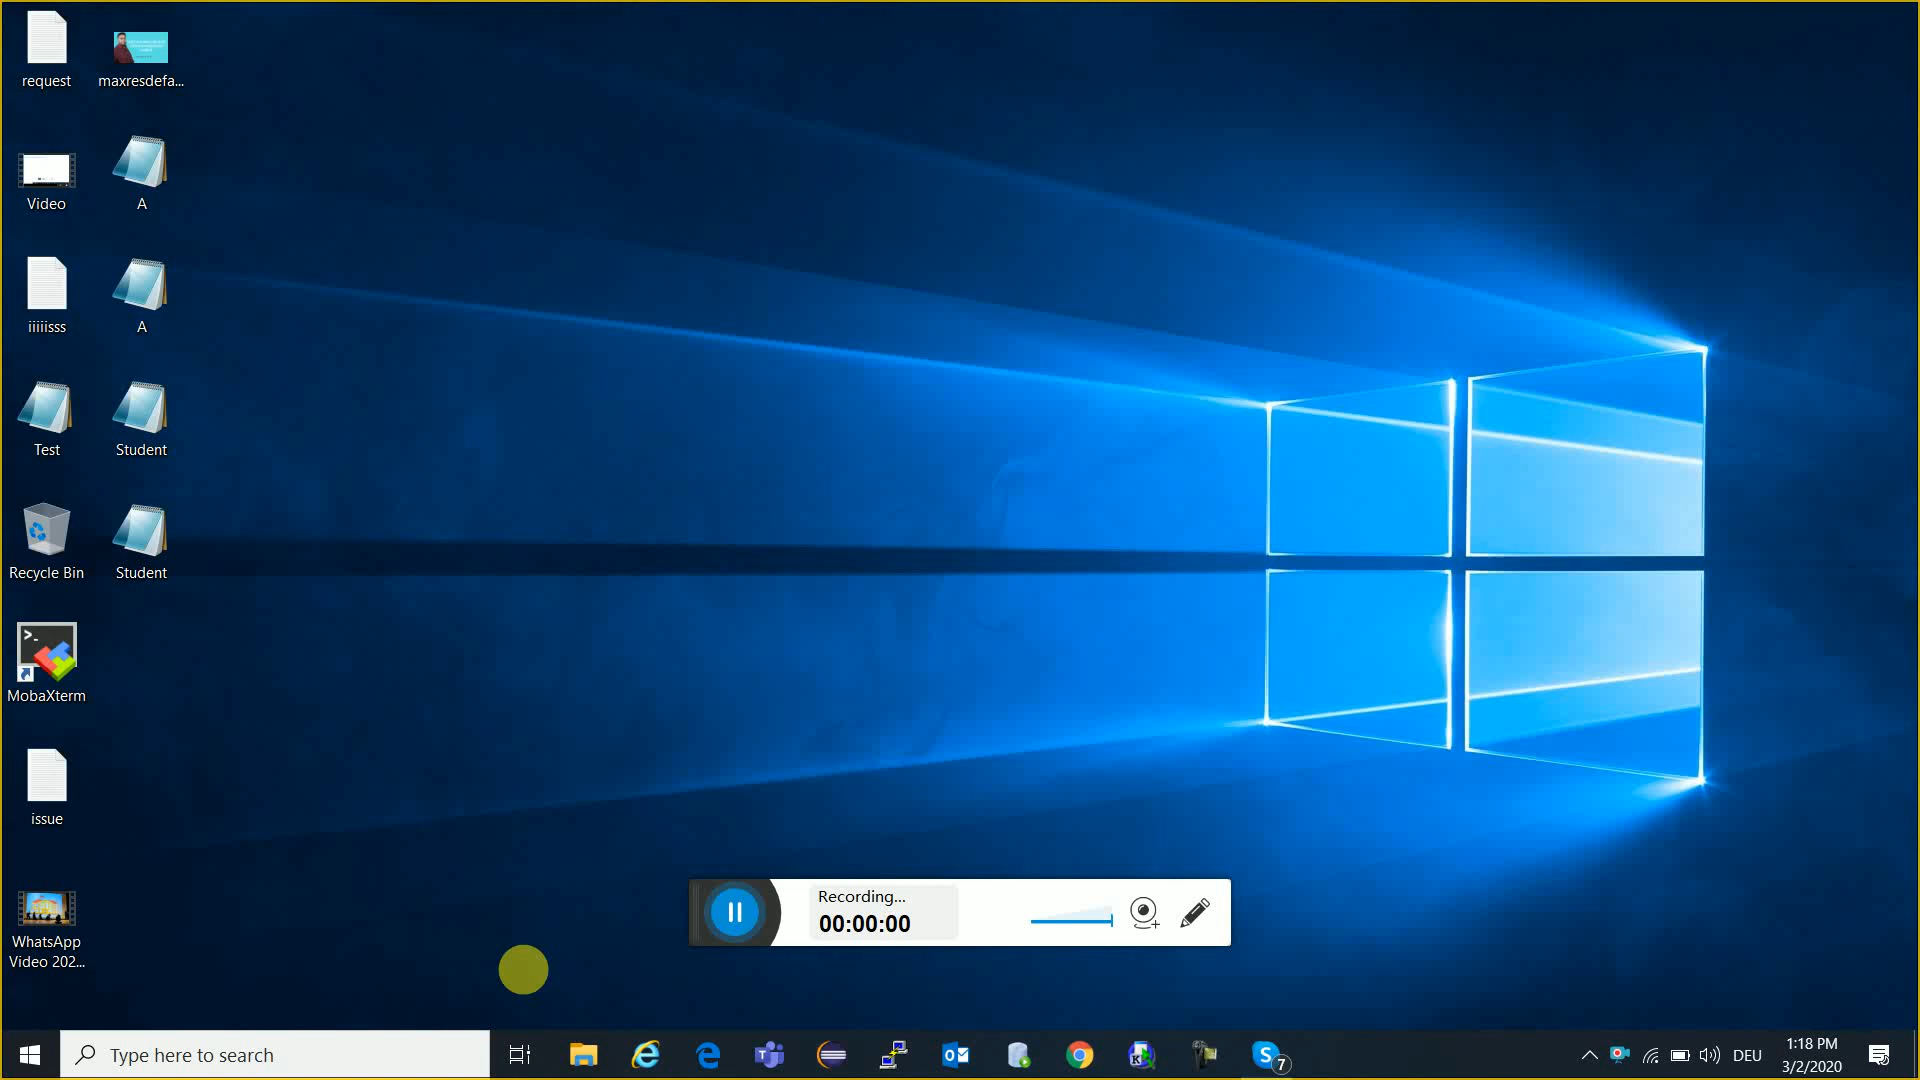 request
maxresdefa...
Video
A
iiiiisss
A
Test
Student
Recycle Bin
Student
MobaXterm
issue
WhatsApp
Video 202...
Recording...
00:00:00
Type here to search
7
DEU
1:18 PM
3/2/2020